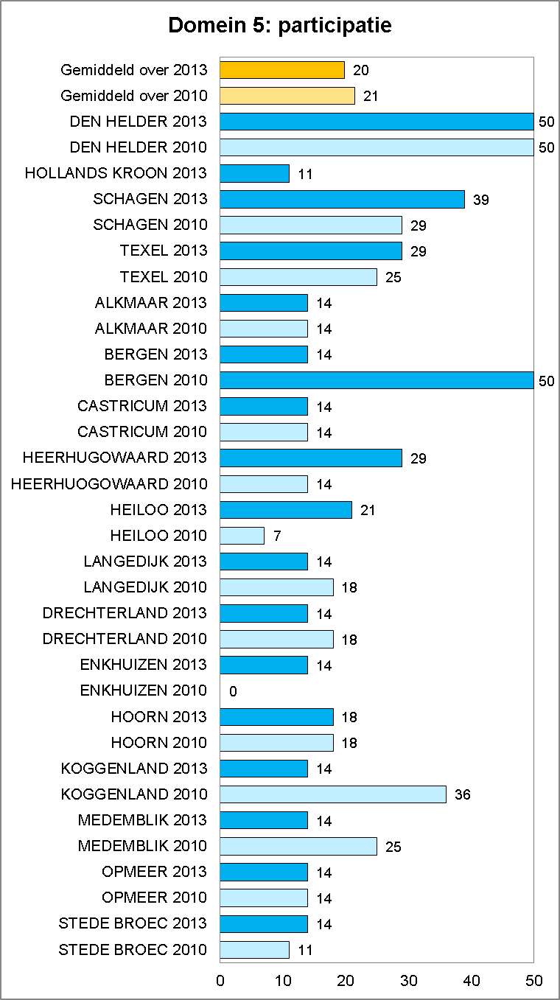 Domein 5: participatie
Gemiddeld over 2013 20
Gemiddeld over 2010 21
DEN HELDER 2013 50
DEN HELDER 2010 50
HOLLANDS KROON 2013 11
SCHAGEN 2013 39
SCHAGEN 2010 29
TEXEL 2013 29
TEXEL 2010 25
ALKMAAR 2013 14
ALKMAAR 2010 14
BERGEN 2013 14
BERGEN 2010 50
CASTRICUM 2013 14
CASTRICUM 2010 14
HEERHUGOWAARD 2013 29
HEERHUOGOWAARD 2010 14
HEILOO 2013 21
HEILOO 2010 7
LANGEDIJK 2013 14
LANGEDIJK 2010 18
DRECHTERLAND 2013 14
DRECHTERLAND 2010 18
ENKHUIZEN 2013 14
ENKHUIZEN 2010 0
HOORN 2013 18
HOORN 2010 18
KOGGENLAND 2013 14
KOGGENLAND 2010 36
MEDEMBLIK 2013 14
MEDEMBLIK 2010 25
OPMEER 2013 14
OPMEER 2010 14
STEDE BROEC 2013 14
STEDE BROEC 2010 11
0 10 20 30 40 50